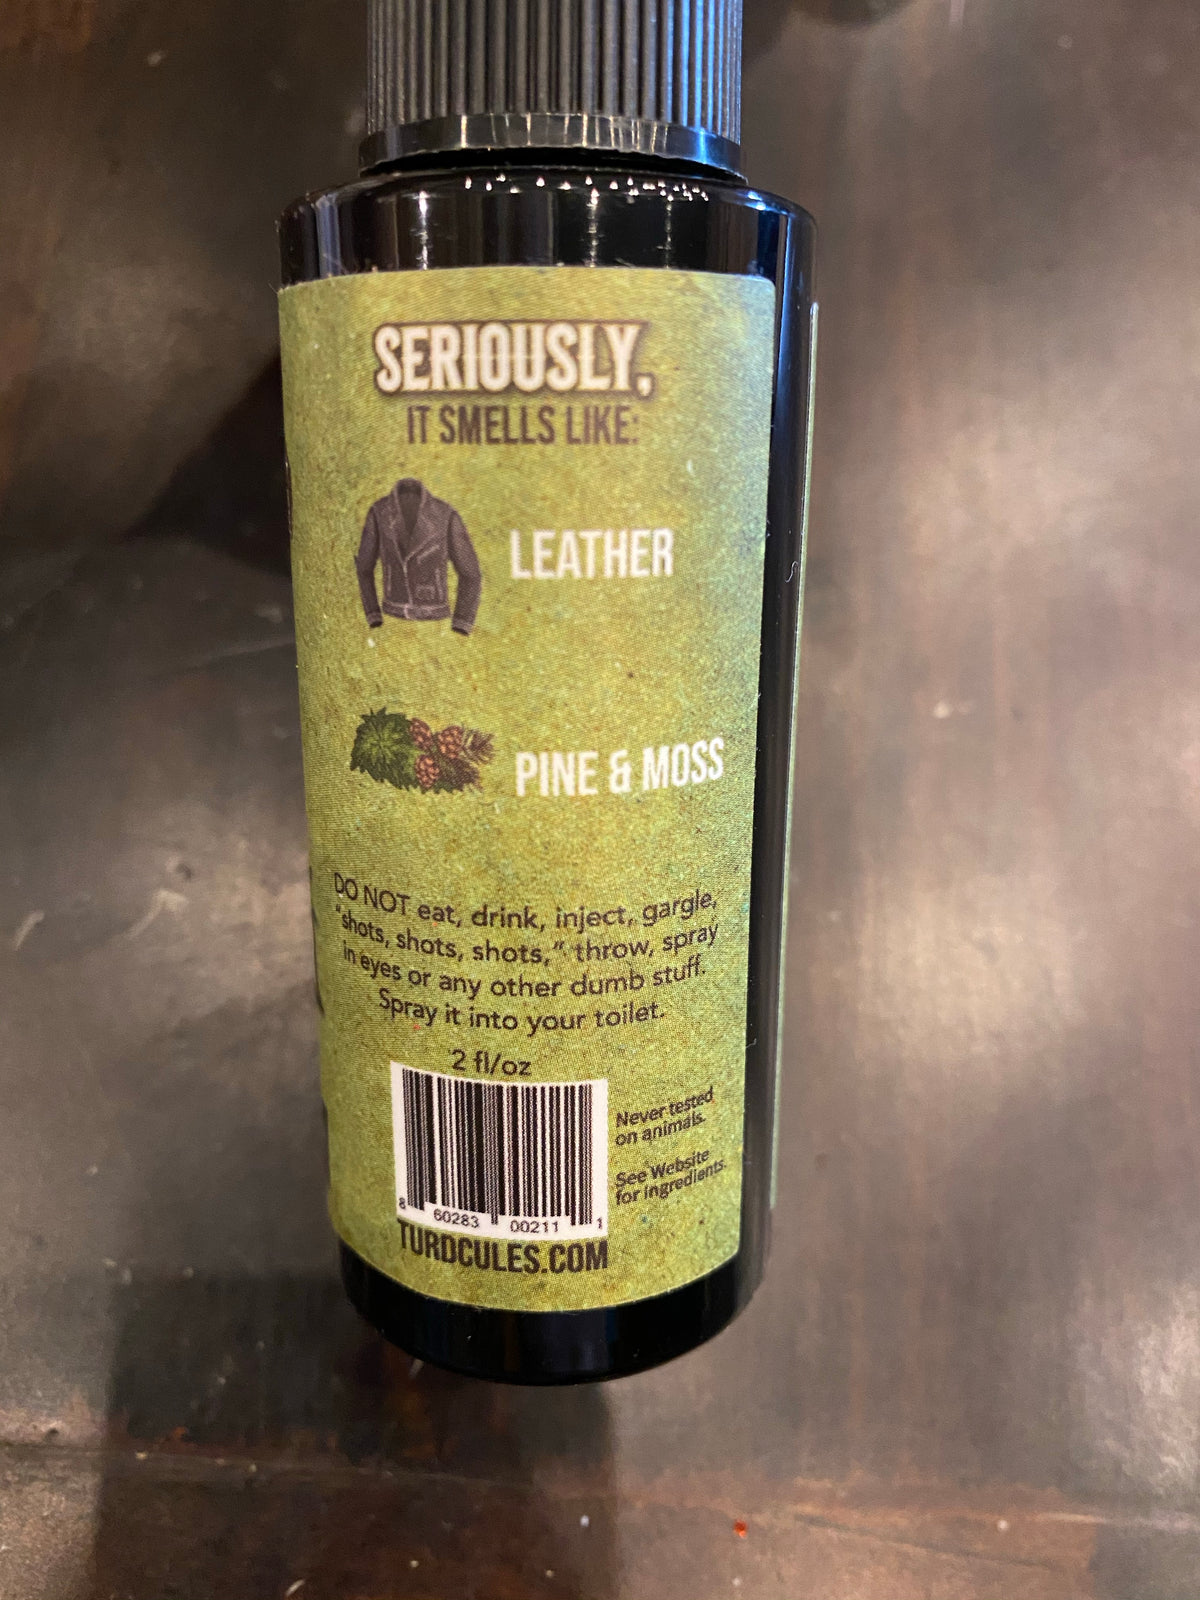 SERIOUSLY,
IT SMELLS LIKE:
LEATHER
PINE & MOSS
DO NOT eat, drink, inject, gargle,
"shots, shots, shots," throw, spray
in eyes or any other dumb stuff.
Spray it into your toilet.
2 fl/oz
Never tested
on animals.
See Website
for ingredients.
8 60283 00211 1
TURDCULES.COM